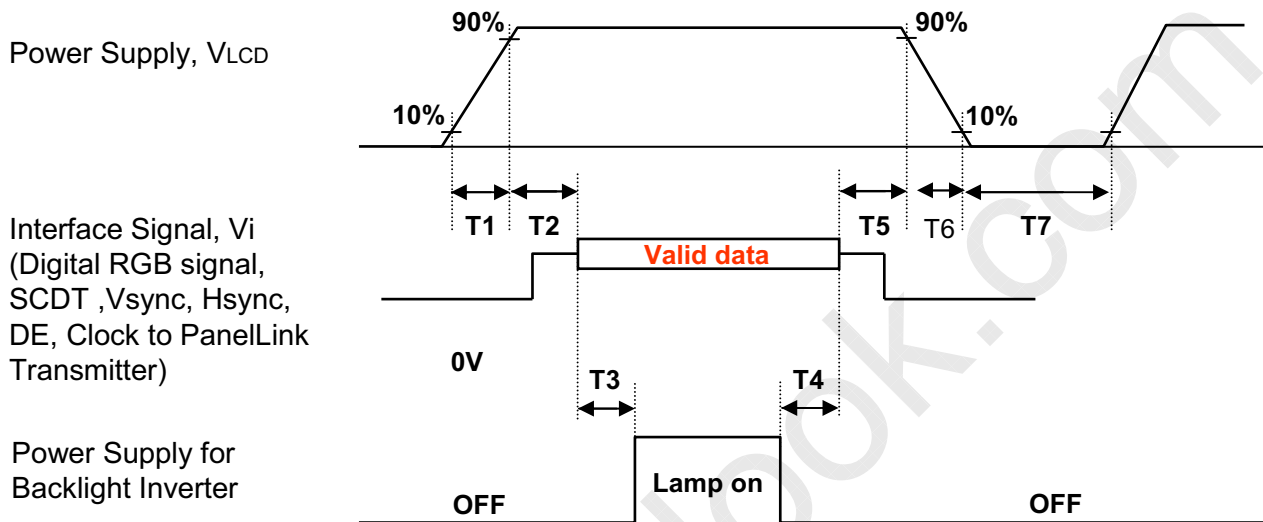 90%
90%
Power Supply, VLCD
10%
10%
T1
T2
T5
T6
T7
Interface Signal, Vi
(Digital RGB signal,
SCDT ,Vsync, Hsync,
DE, Clock to PanelLink
Transmitter)
Valid data
0V
T3
T4
Power Supply for
Backlight Inverter
OFF
Lamp on
OFF
look.com